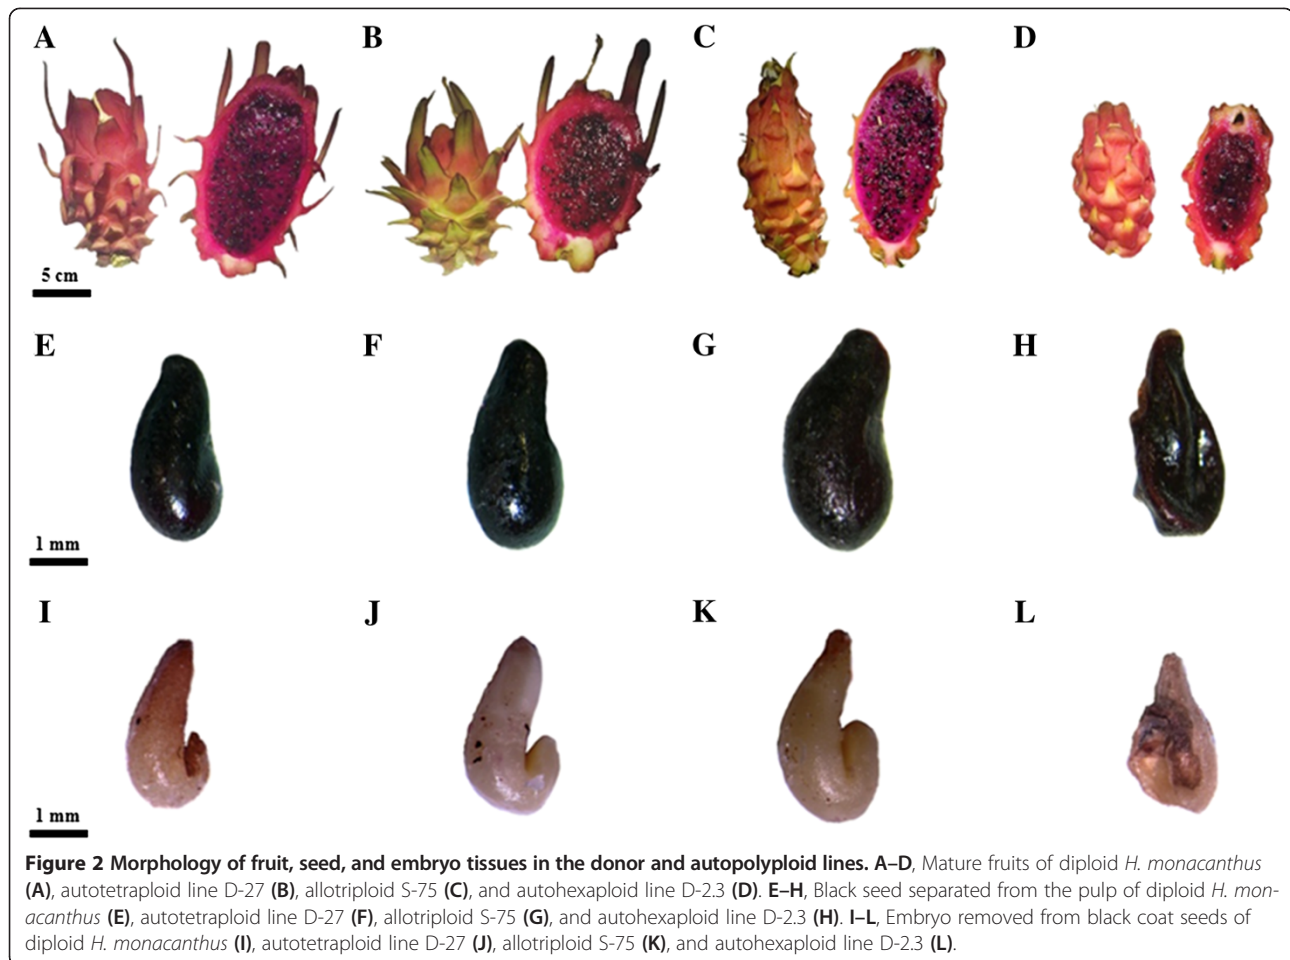 A B C D
5 cm
E F G H
1 mm
I J K L
1 mm
Figure 2 Morphology of fruit, seed, and embryo tissues in the donor and autopolyploid lines. A–D, Mature fruits of diploid H. monacanthus
(A), autotetraploid line D-27 (B), allotriploid S-75 (C), and autohexaploid line D-2.3 (D). E–H, Black seed separated from the pulp of diploid H. mon-
acanthus (E), autotetraploid line D-27 (F), allotriploid S-75 (G), and autohexaploid line D-2.3 (H). I–L, Embryo removed from black coat seeds of
diploid H. monacanthus (I), autotetraploid line D-27 (J), allotriploid S-75 (K), and autohexaploid line D-2.3 (L).